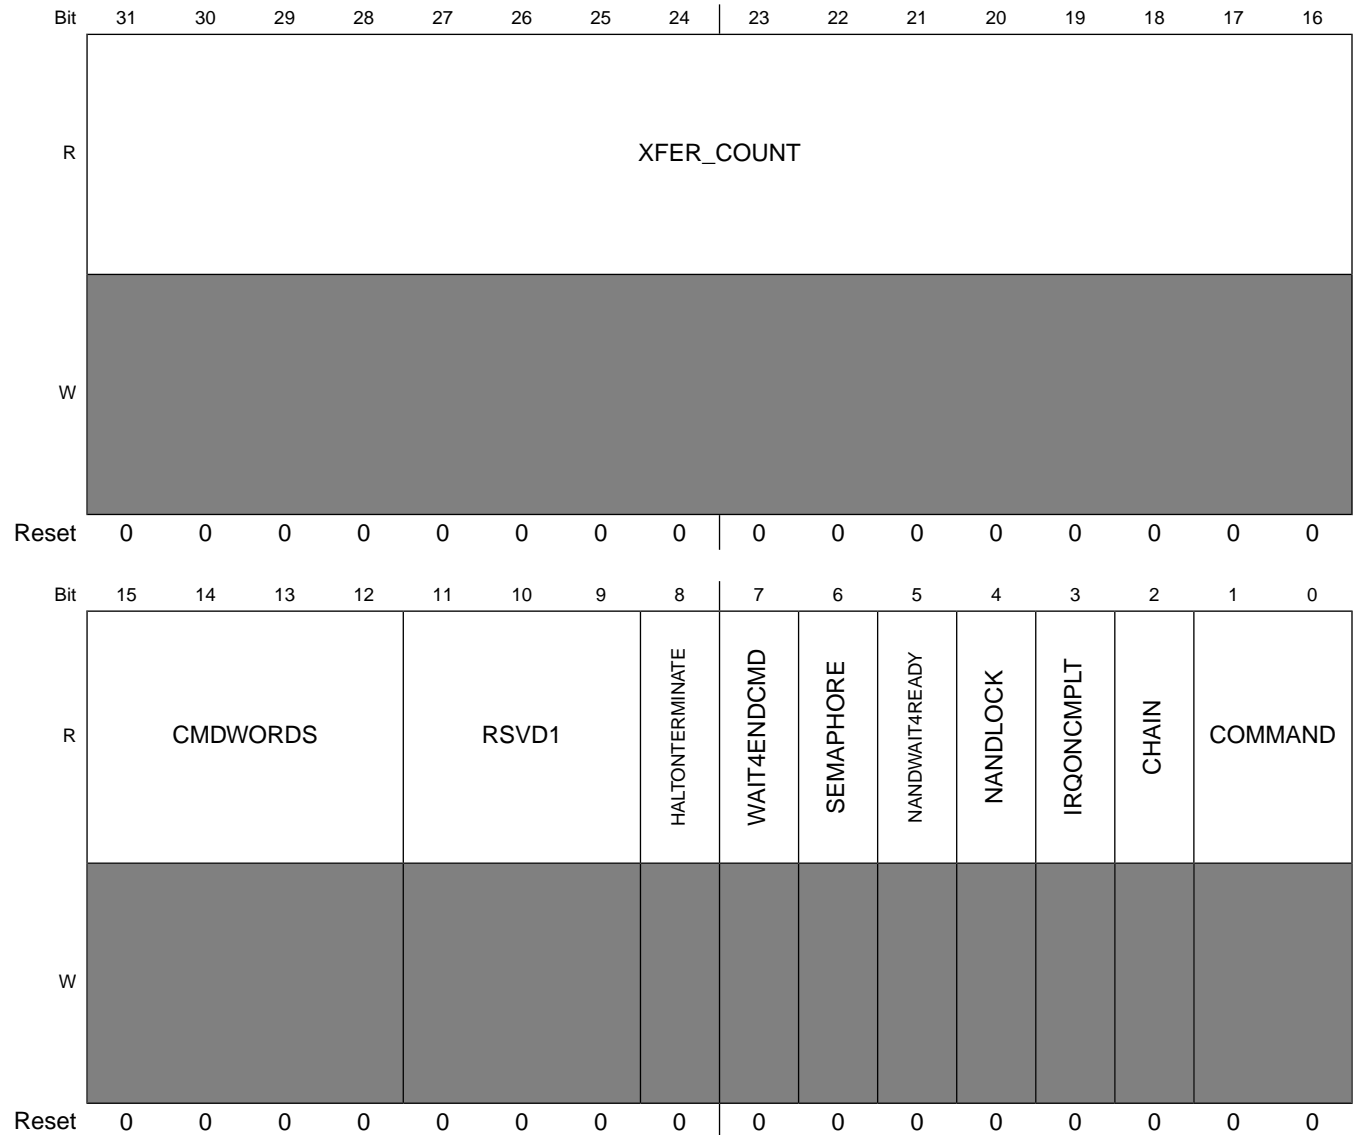 Bit 31 30 29 28 27 26 25 24 23 22 21 20 19 18 17 16
R XFER_COUNT
W
Reset 0 0 0 0 0 0 0 0 0 0 0 0 0 0 0 0
Bit 15 14 13 12 11 10 9 8 7 6 5 4 3 2 1 0
R CMDWORDS RSVD1 HALTONTERMINATE WAIT4ENDCMD SEMAPHORE NANDWAIT4READY NANDLOCK IRQONCMPLT CHAIN COMMAND
W
Reset 0 0 0 0 0 0 0 0 0 0 0 0 0 0 0 0